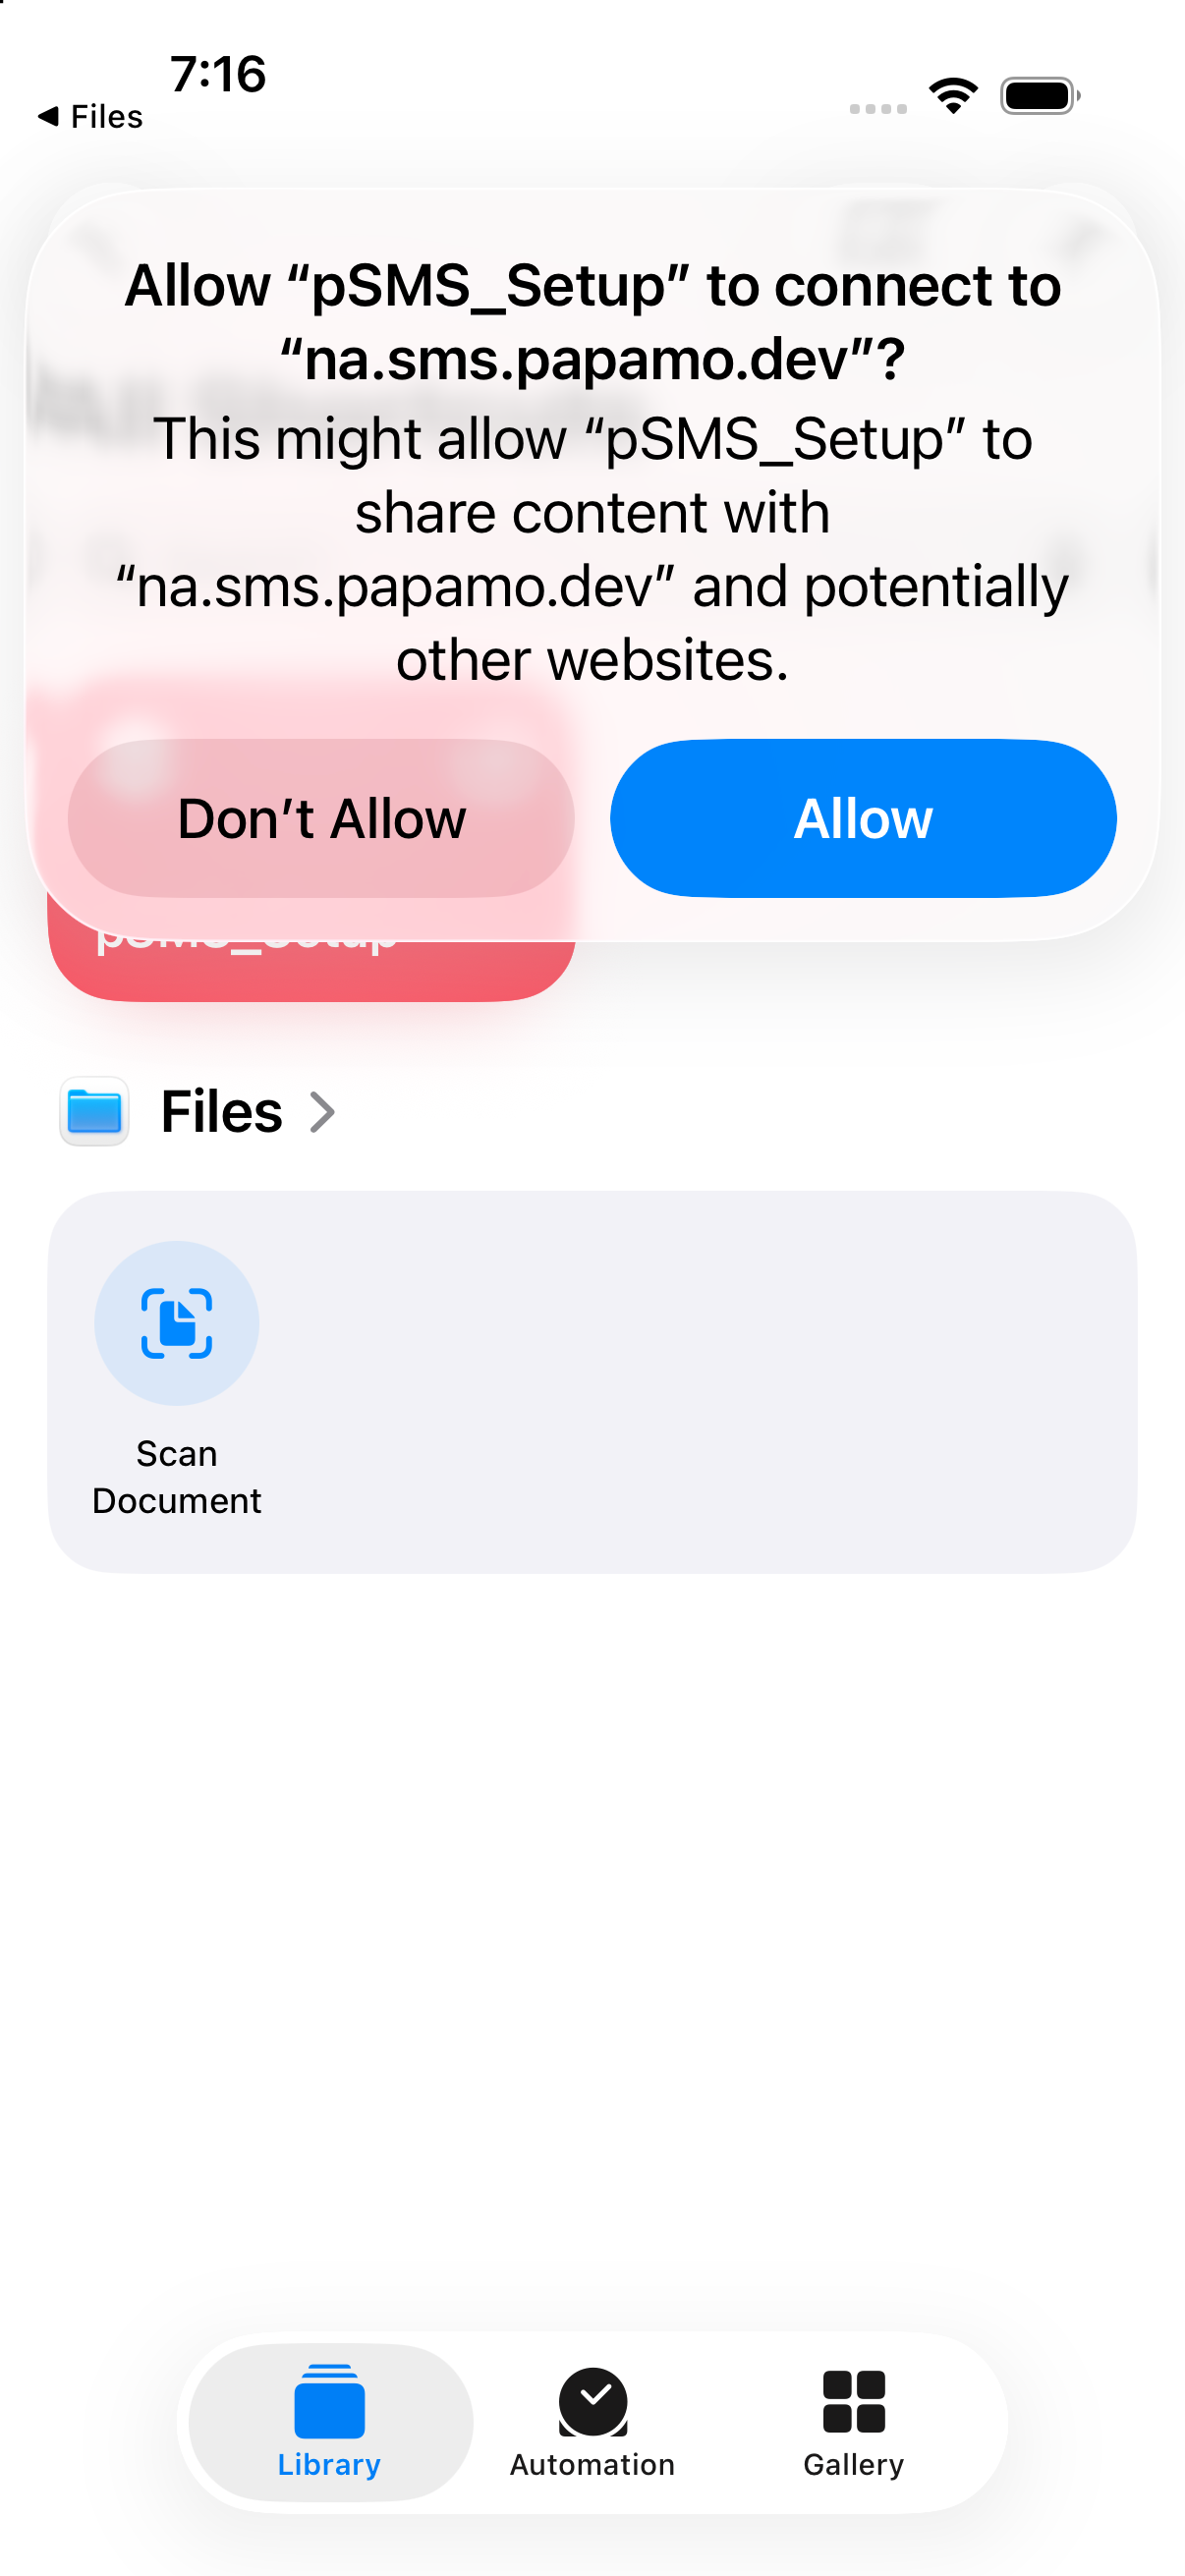 7:16
Files
Allow “pSMS_Setup” to connect to
“na.sms.papamo.dev”?
This might allow “pSMS_Setup” to
share content with
“na.sms.papamo.dev” and potentially
other websites.
Don’t Allow
Allow
pSMS_Setup
Files
Scan
Document
Library
Automation
Gallery